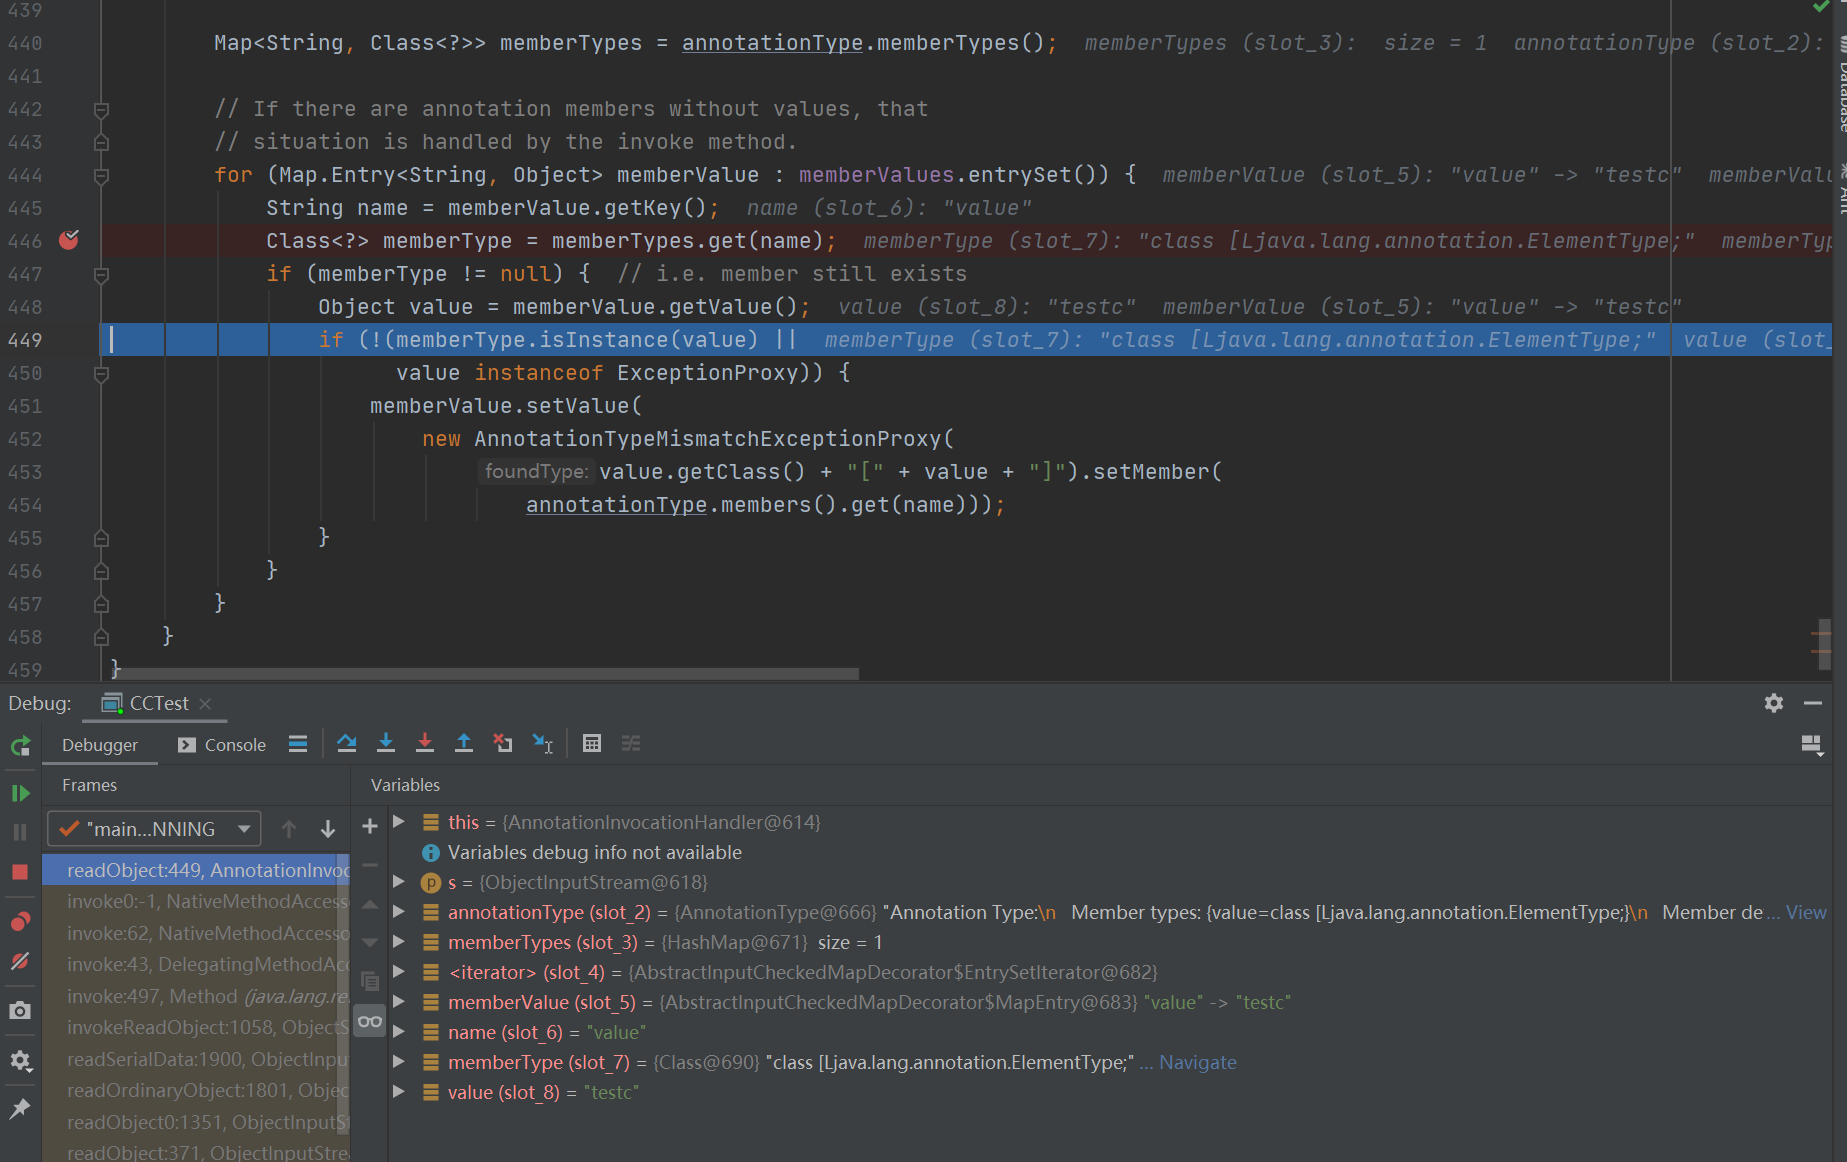 439
440 Map<String, Class<?>> memberTypes = annotationType.memberTypes(); memberTypes (slot_3): size = 1 annotationType (slot_2):
441
442 // If there are annotation members without values, that
443 // situation is handled by the invoke method.
444 for (Map.Entry<String, Object> memberValue : memberValues.entrySet()) { memberValue (slot_5): "value" -> "testc" memberValu
445 String name = memberValue.getKey(); name (slot_6): "value"
446 Class<?> memberType = memberTypes.get(name); memberType (slot_7): "class [Ljava.lang.annotation.ElementType;" memberTyp
447 if (memberType != null) { // i.e. member still exists
448 Object value = memberValue.getValue(); value (slot_8): "testc" memberValue (slot_5): "value" -> "testc"
449 if (!(memberType.isInstance(value) || memberType (slot_7): "class [Ljava.lang.annotation.ElementType;" value (slot_
450 value instanceof ExceptionProxy)) {
451 memberValue.setValue(
452 new AnnotationTypeMismatchExceptionProxy(
453 foundType: value.getClass() + "[" + value + "]").setMember(
454 annotationType.members().get(name)));
455 }
456 }
457 }
458 }
459 }
Database
Ant
Debug: CCTest
Debugger Console
Frames Variables
"main...NNING
this = {AnnotationInvocationHandler@614}
Variables debug info not available
readObject:449, AnnotationInvoc
s = {ObjectInputStream@618}
invoke0:-1, NativeMethodAccess
annotationType (slot_2) = {AnnotationType@666} "Annotation Type:\n Member types: {value=class [Ljava.lang.annotation.ElementType;}\n Member de... View
invoke:62, NativeMethodAccesso
memberTypes (slot_3) = {HashMap@671} size = 1
invoke:43, DelegatingMethodAcc
<iterator> (slot_4) = {AbstractInputCheckedMapDecorator$EntrySetIterator@682}
invoke:497, Method (java.lang.re
memberValue (slot_5) = {AbstractInputCheckedMapDecorator$MapEntry@683} "value" -> "testc"
invokeReadObject:1058, ObjectS
name (slot_6) = "value"
readSerialData:1900, ObjectInpu
memberType (slot_7) = {Class@690} "class [Ljava.lang.annotation.ElementType;" ... Navigate
readOrdinaryObject:1801, Objec
value (slot_8) = "testc"
readObject0:1351, ObjectInputS
readObject:371, ObjectInputStre